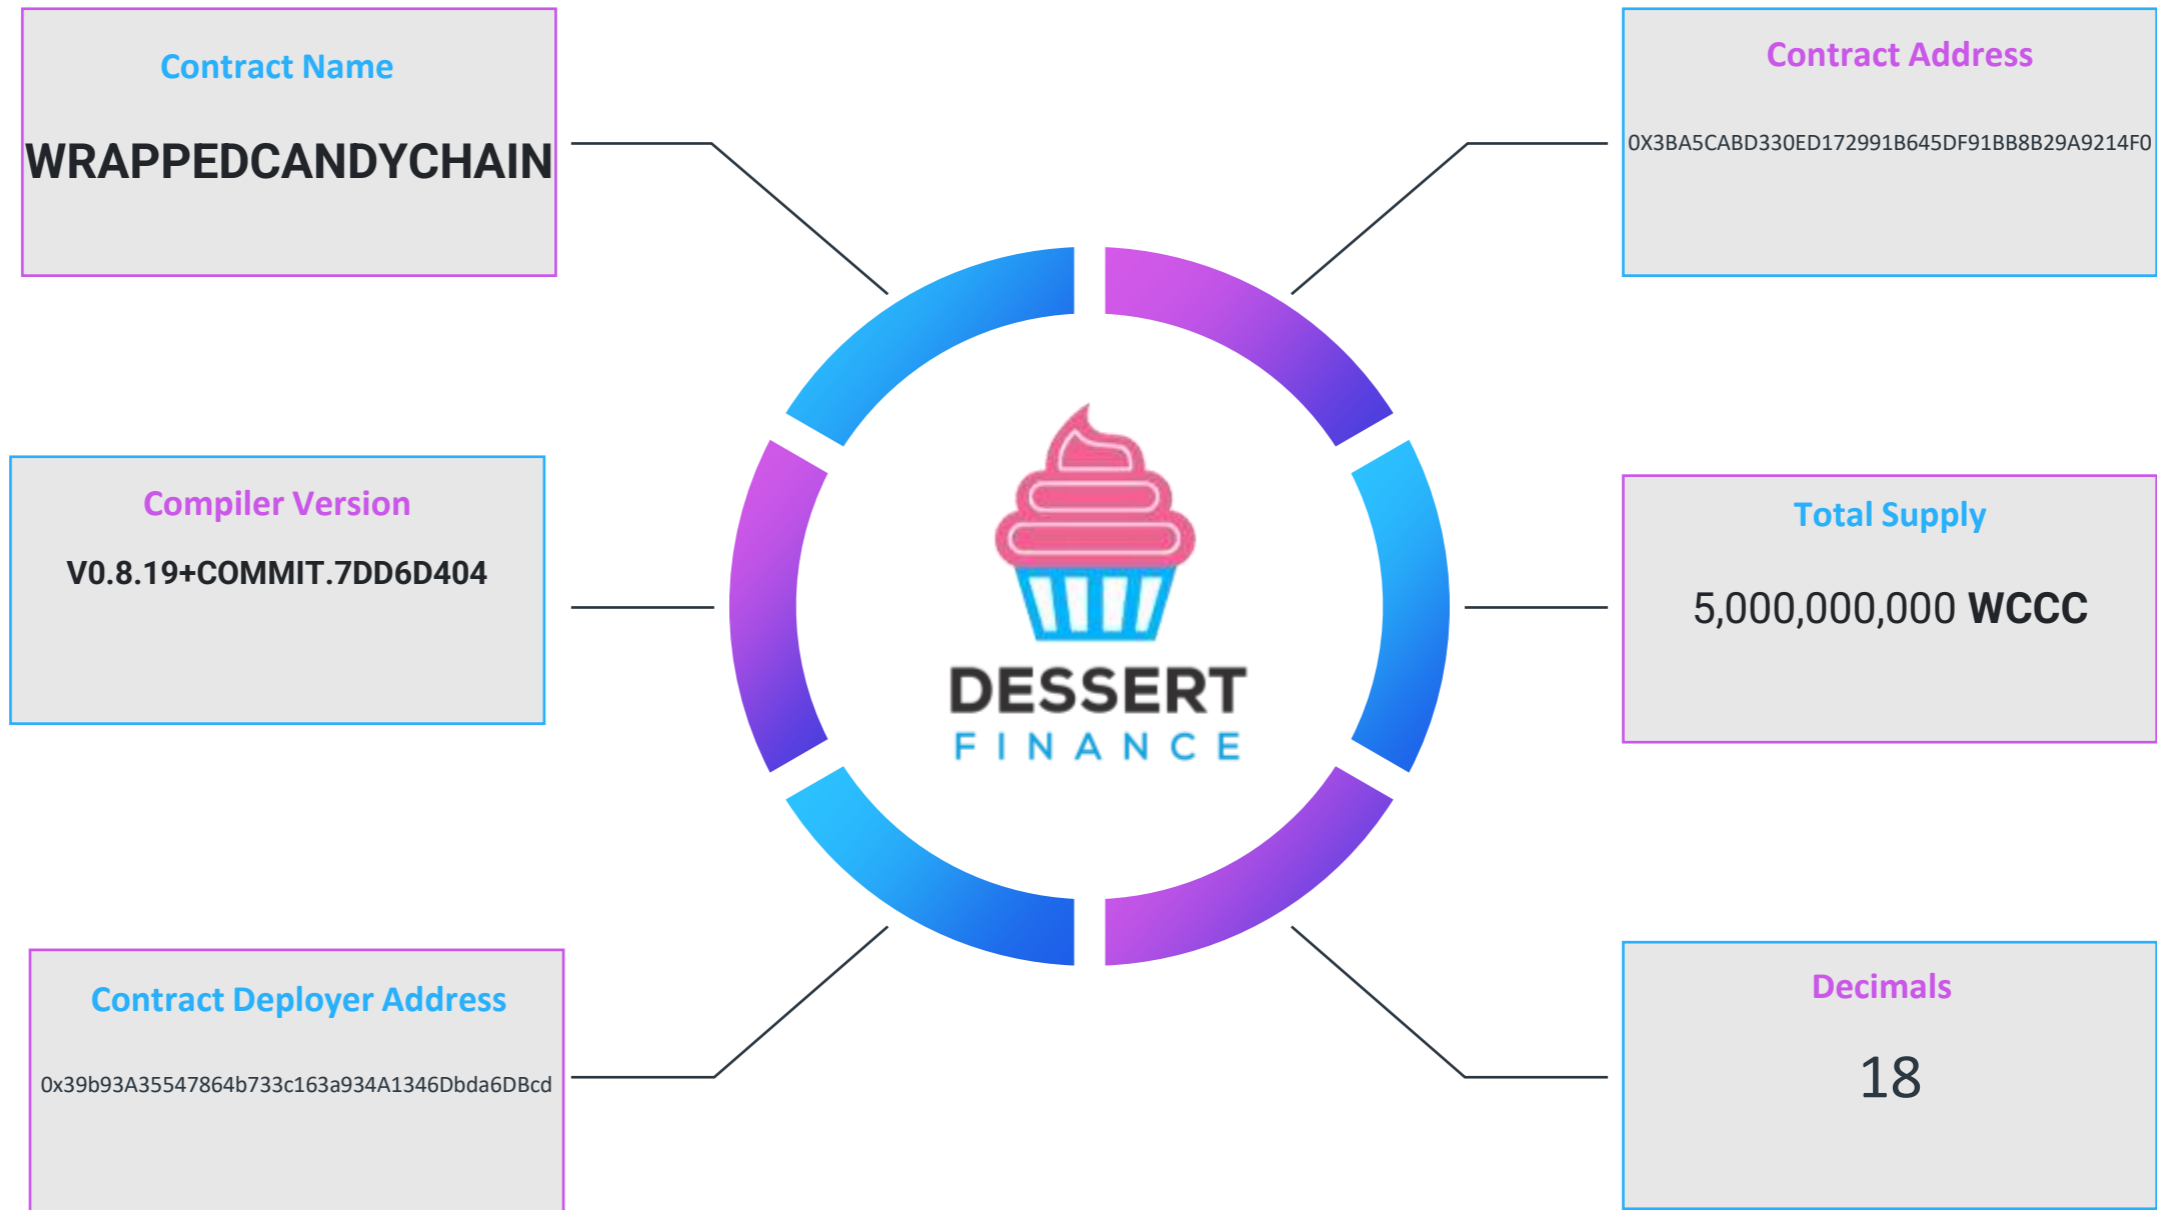 Contract Name
WRAPPEDCANDYCHAIN
Contract Address
0X3BA5CABD330ED172991B645DF91BB8B29A9214F0
Compiler Version
V0.8.19+COMMIT.7DD6D404
Total Supply
5,000,000,000 WCCC
DESSERT
FINANCE
Contract Deployer Address
0x39b93A35547864b733c163a934A1346Dbda6DBcd
Decimals
18